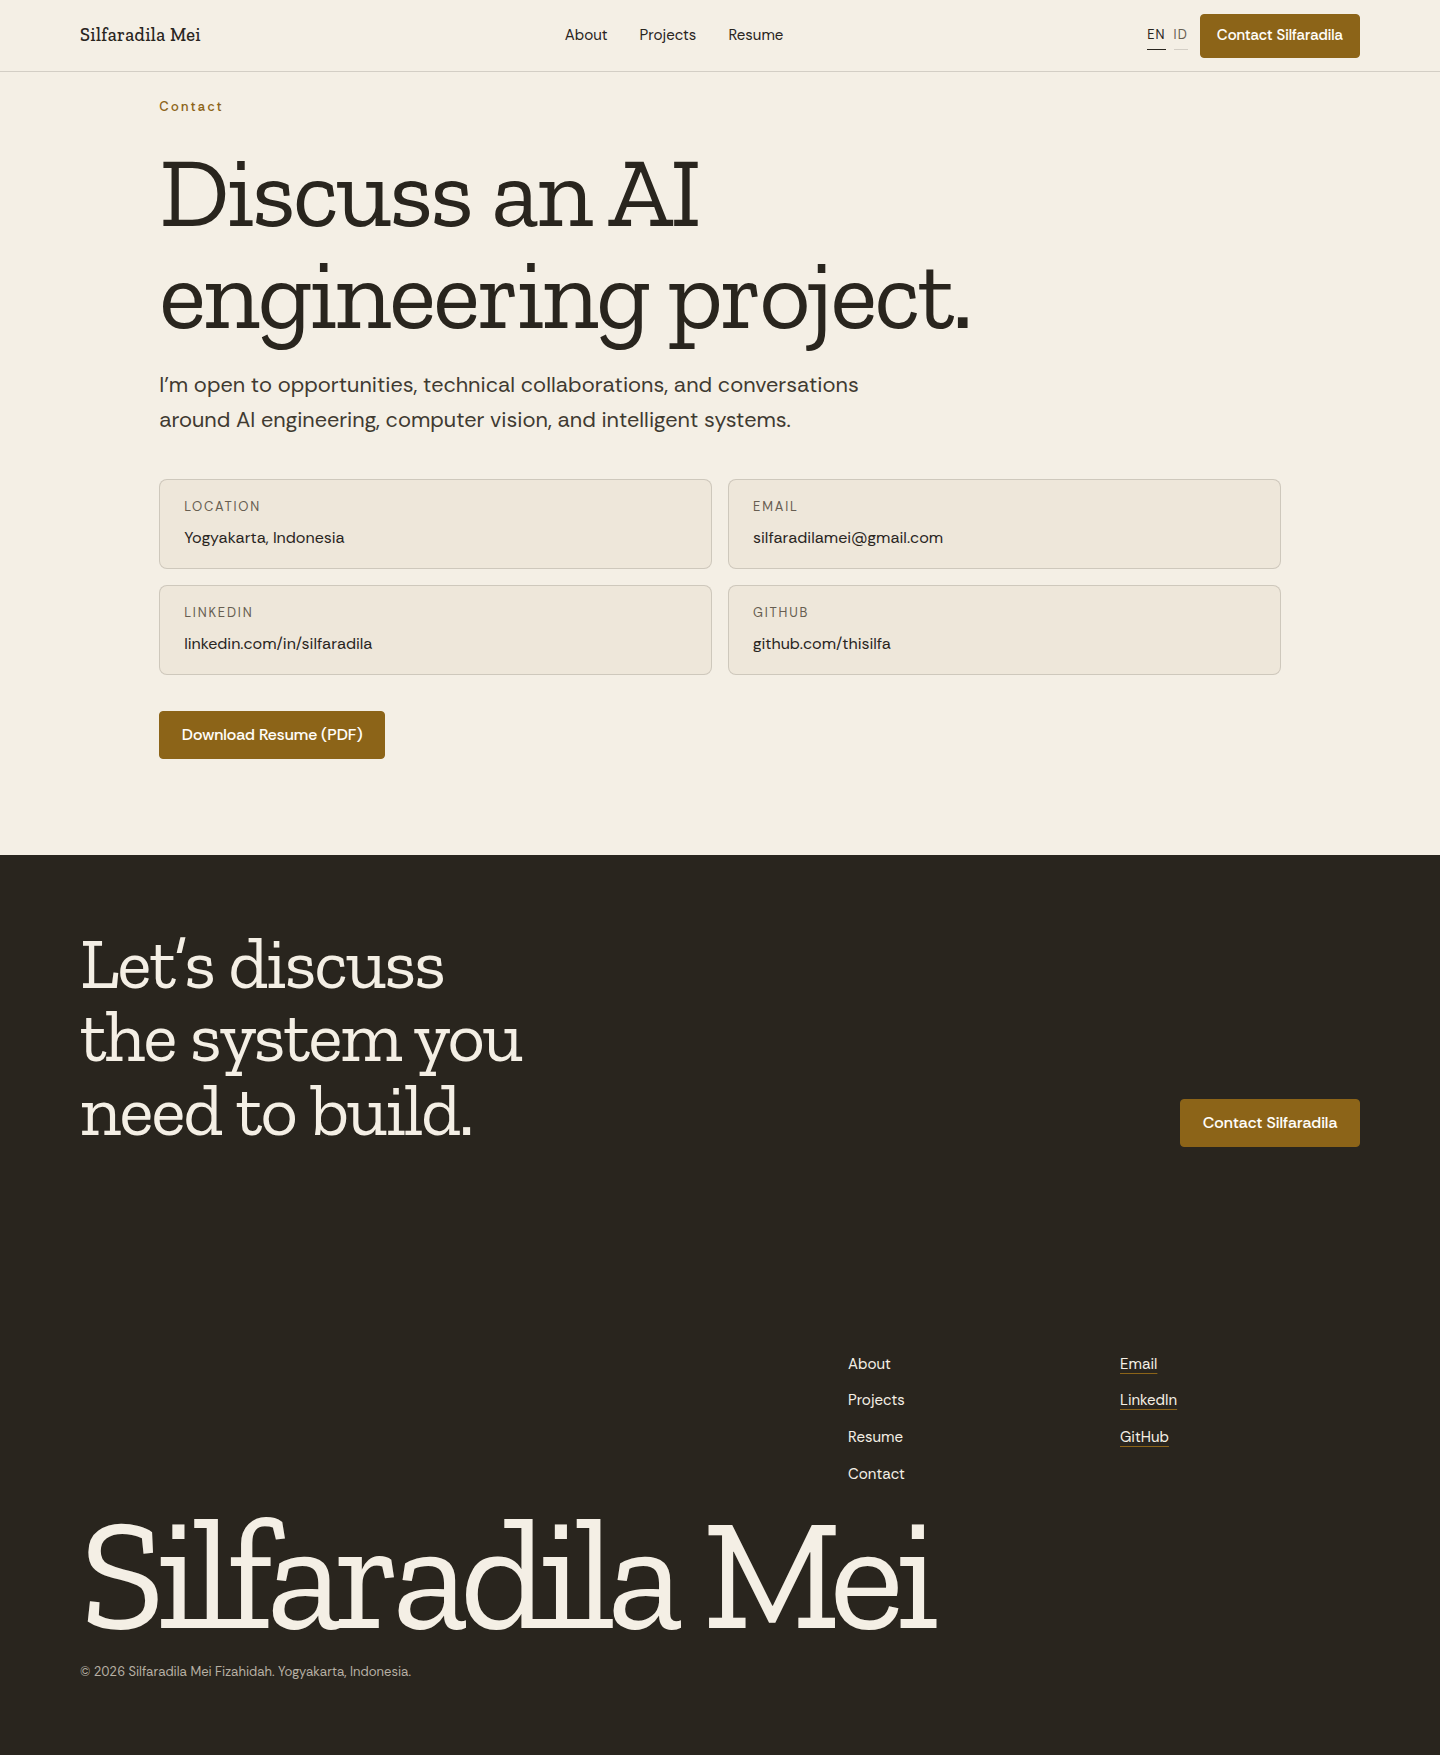 Silfaradila Mei
About
Projects
Resume
EN
ID
Contact Silfaradila
Contact
Discuss an AI
engineering project.
I’m open to opportunities, technical collaborations, and conversations
around AI engineering, computer vision, and intelligent systems.
LOCATION
Yogyakarta, Indonesia
EMAIL
silfaradilamei@gmail.com
LINKEDIN
linkedin.com/in/silfaradila
GITHUB
github.com/thisilfa
Download Resume (PDF)
Let’s discuss
the system you
need to build.
Contact Silfaradila
About
Projects
Resume
Contact
Email
LinkedIn
GitHub
Silfaradila Mei
© 2026 Silfaradila Mei Fizahidah. Yogyakarta, Indonesia.